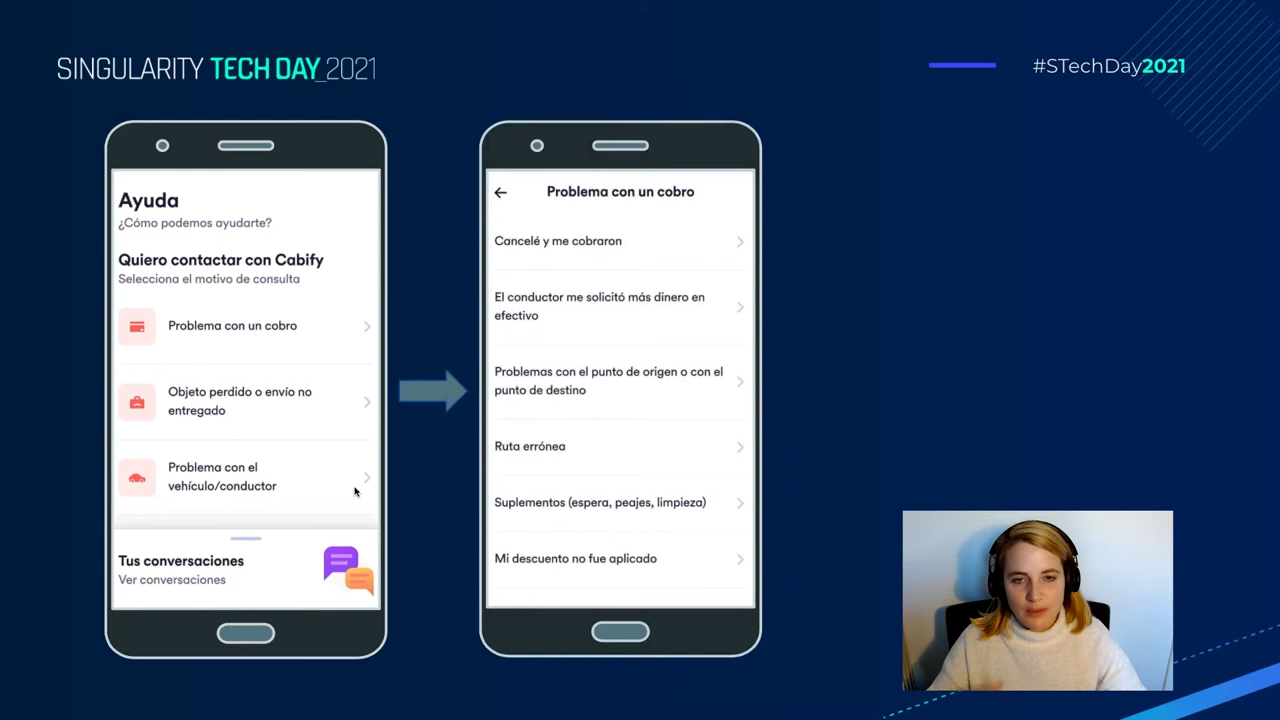 SINGULARITY TECH DAY_2021
#STechDay2021
Ayuda
¿Cómo podemos ayudarte?
Quiero contactar con Cabify
Selecciona el motivo de consulta
Problema con un cobro
Objeto perdido o envío no
entregado
Problema con el
vehículo/conductor
Tus conversaciones
Ver conversaciones
Problema con un cobro
Cancelé y me cobraron
El conductor me solicitó más dinero en
efectivo
Problemas con el punto de origen o con el
punto de destino
Ruta errónea
Suplementos (espera, peajes, limpieza)
Mi descuento no fue aplicado